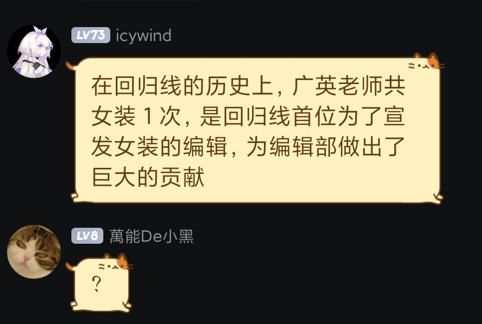 LV73 icywind
在回归线的历史上，广英老师共
女装1次，是回归线首位为了宣
发女装的编辑，为编辑部做出了
巨大的贡献
LV8 萬能De小黑
？